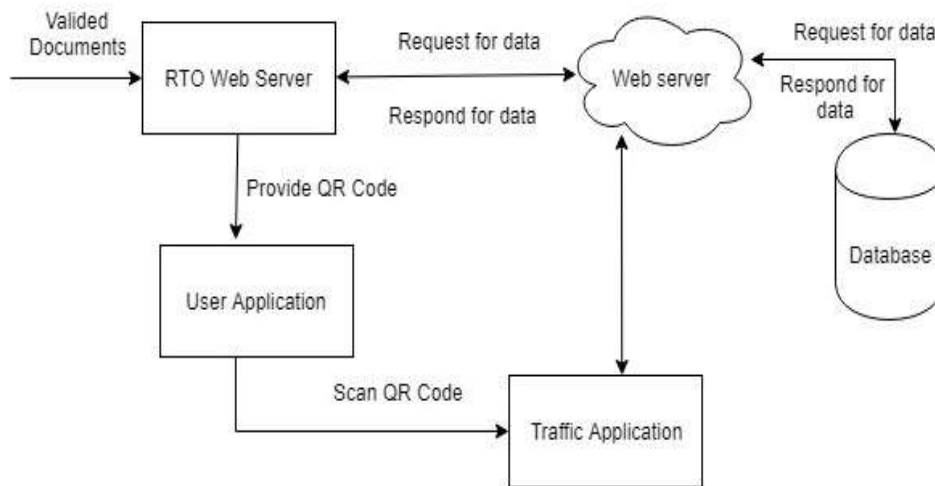 Valided
Documents
RTO Web Server
Request for data
Respond for data
Web server
Request for data
Respond for
data
Provide QR Code
Database
User Application
Scan QR Code
Traffic Application